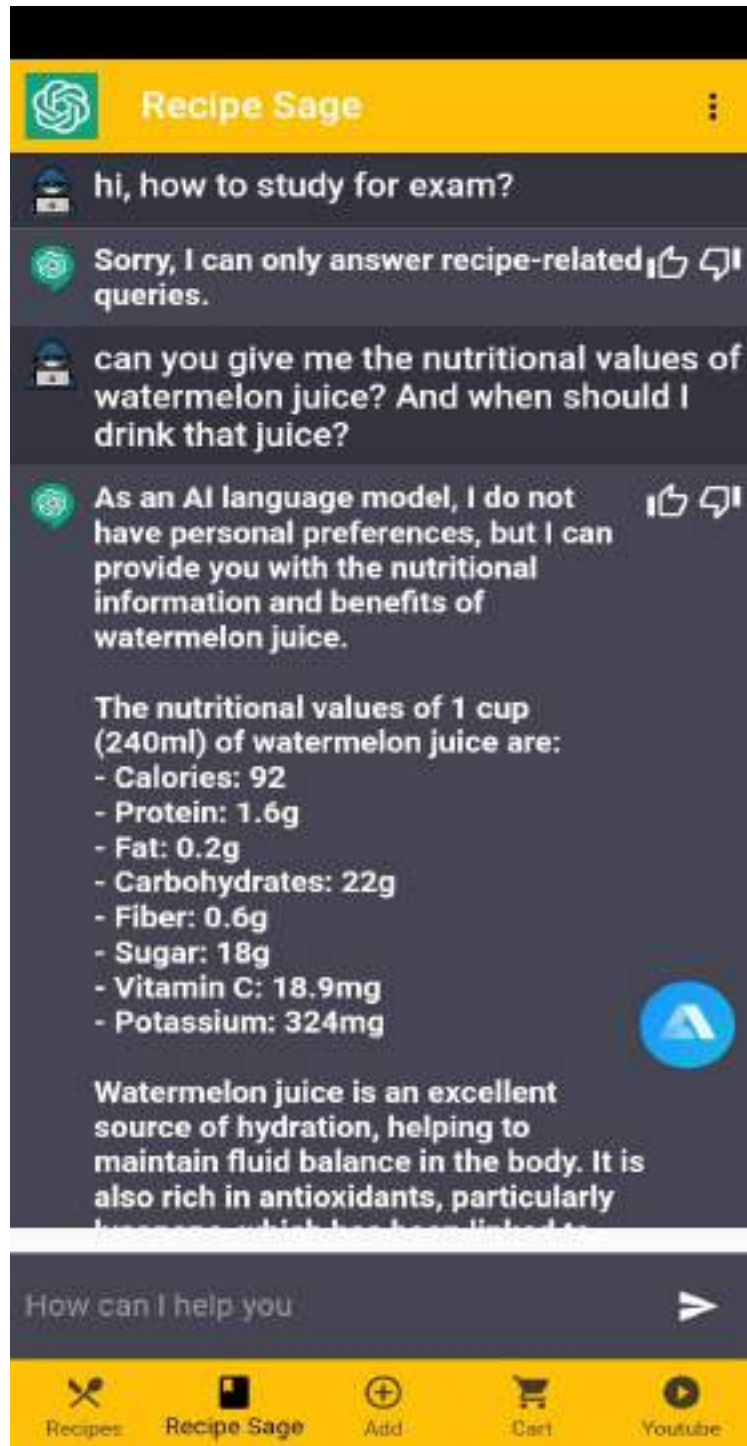 Recipe Sage
hi, how to study for exam?
Sorry, I can only answer recipe-related
queries.
can you give me the nutritional values of
watermelon juice? And when should I
drink that juice?
As an AI language model, I do not
have personal preferences, but I can
provide you with the nutritional
information and benefits of
watermelon juice.
The nutritional values of 1 cup
(240ml) of watermelon juice are:
- Calories: 92
- Protein: 1.6g
- Fat: 0.2g
- Carbohydrates: 22g
- Fiber: 0.6g
- Sugar: 18g
- Vitamin C: 18.9mg
- Potassium: 324mg
Watermelon juice is an excellent
source of hydration, helping to
maintain fluid balance in the body. It is
also rich in antioxidants, particularly
How can I help you
Recipes Recipe Sage Add Cart Youtube